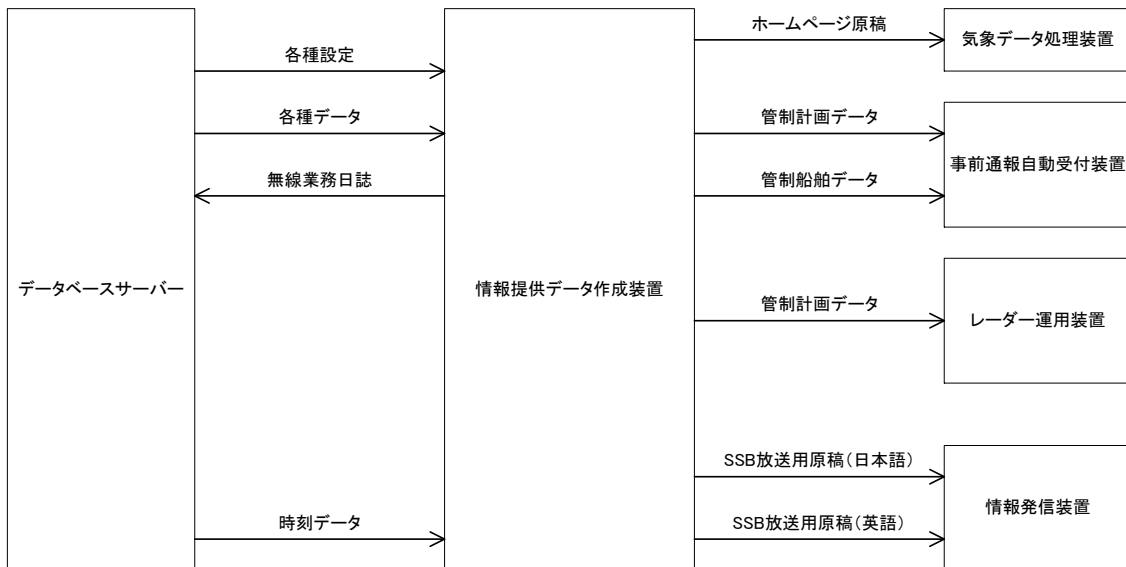 ホームページ原稿
気象データ処理装置
各種設定
各種データ
管制計画データ
事前通報自動受付装置
無線業務日誌
管制船舶データ
データベースサーバー
情報提供データ作成装置
管制計画データ
レーダー運用装置
SSB放送用原稿(日本語)
情報発信装置
時刻データ
SSB放送用原稿(英語)